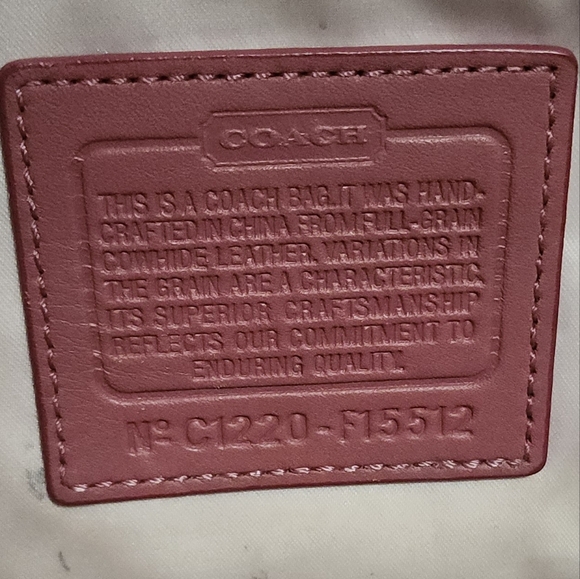 COACH
THIS IS A COACH BAG. IT WAS HAND-
CRAFTED IN CHINA FROM FULL-GRAIN
COWHIDE LEATHER. VARIATIONS IN
THE GRAIN ARE A CHARACTERISTIC.
ITS SUPERIOR CRAFTSMANSHIP
REFLECTS OUR COMMITMENT TO
ENDURING QUALITY.
Nº C1220-F15512